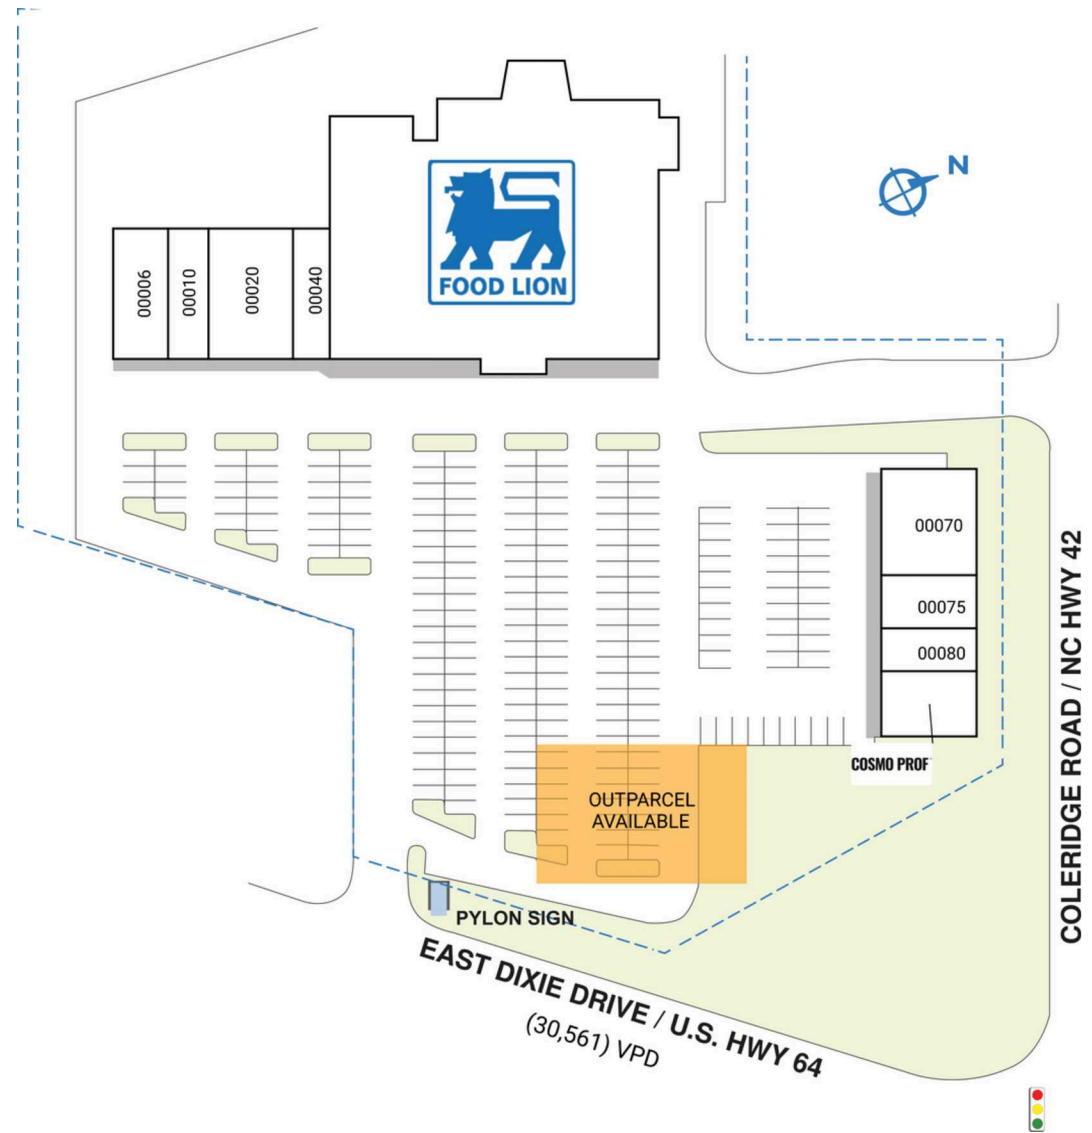 N
FOOD LION
00006
00010
00020
00040
00070
00075
00080
COSMO PROF
OUTPARCEL
AVAILABLE
PYLON SIGN
EAST DIXIE DRIVE / U.S. HWY 64
(30,561) VPD
COLERIDGE ROAD / NC HWY 42